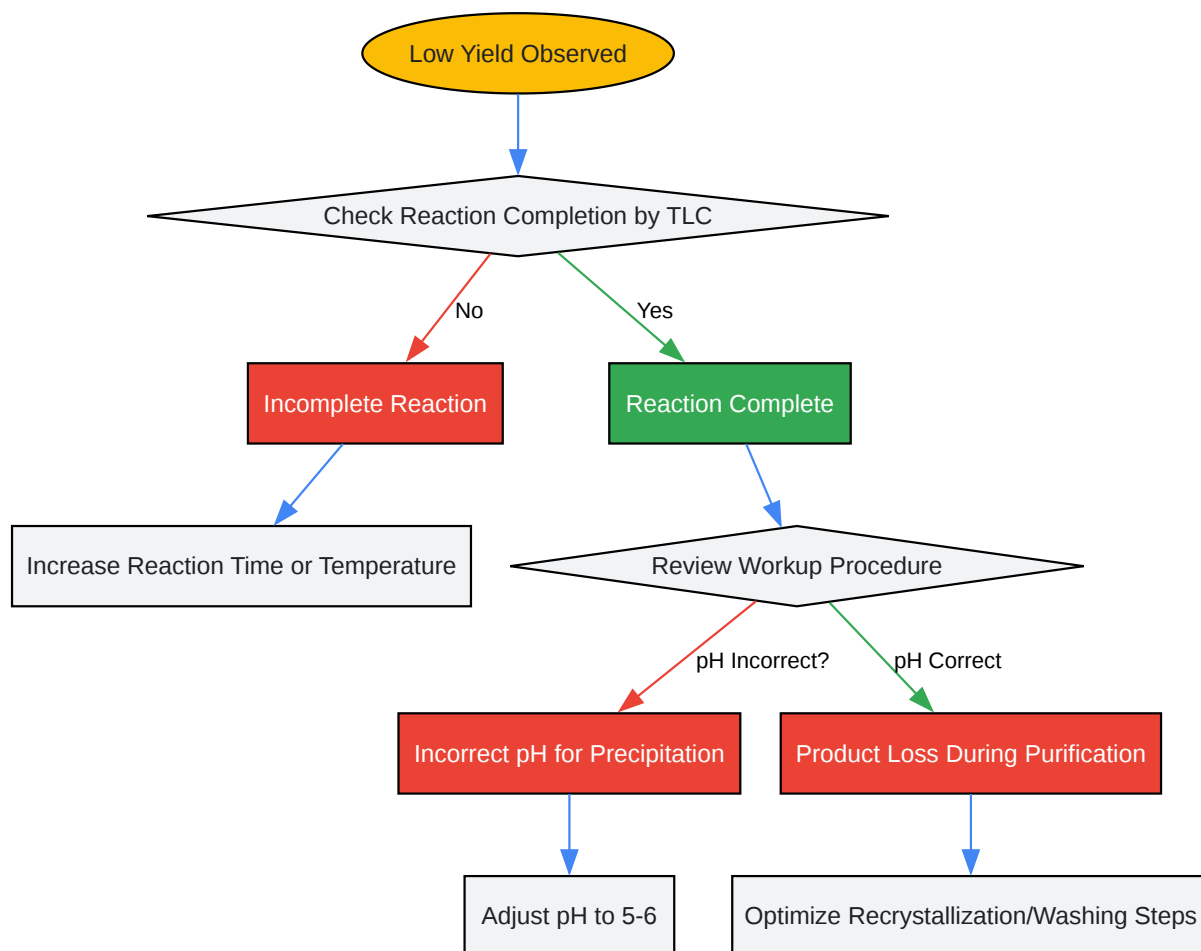 Low Yield Observed
Check Reaction Completion by TLC
No
Yes
Incomplete Reaction
Reaction Complete
Increase Reaction Time or Temperature
Review Workup Procedure
pH Incorrect?
pH Correct
Incorrect pH for Precipitation
Product Loss During Purification
Adjust pH to 5-6
Optimize Recrystallization/Washing Steps